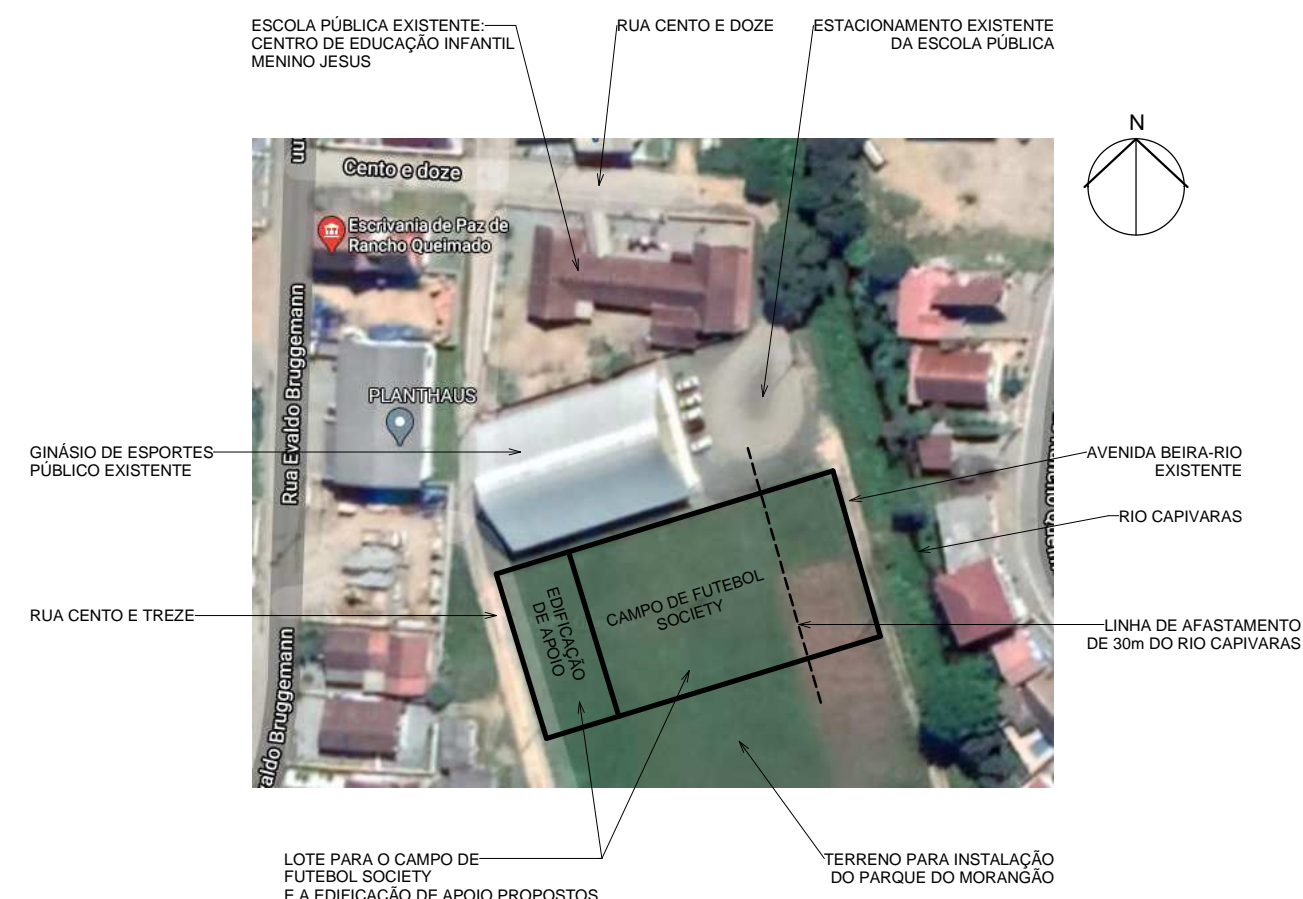 ESCOLA PÚBLICA EXISTENTE:
CENTRO DE EDUCAÇÃO INFANTIL
MENINO JESUS
RUA CENTO E DOZE
ESTACIONAMENTO EXISTENTE
DA ESCOLA PÚBLICA
N
Cento e doze
Escrivania de Paz de
Rancho Queimado
Rua Evaldo Bruggemann
PLANTHAUS
GINÁSIO DE ESPORTES
PÚBLICO EXISTENTE
AVENIDA BEIRA-RIO
EXISTENTE
RIO CAPIVARAS
EDIFICAÇÃO
DE APOIO
CAMPO DE FUTEBOL
SOCIETY
RUA CENTO E TREZE
LINHA DE AFASTAMENTO
DE 30m DO RIO CAPIVARAS
aldo Bruggemann
LOTE PARA O CAMPO DE
FUTEBOL SOCIETY
E A EDIFICAÇÃO DE APOIO PROPOSTOS
TERRENO PARA INSTALAÇÃO
DO PARQUE DO MORANGÃO